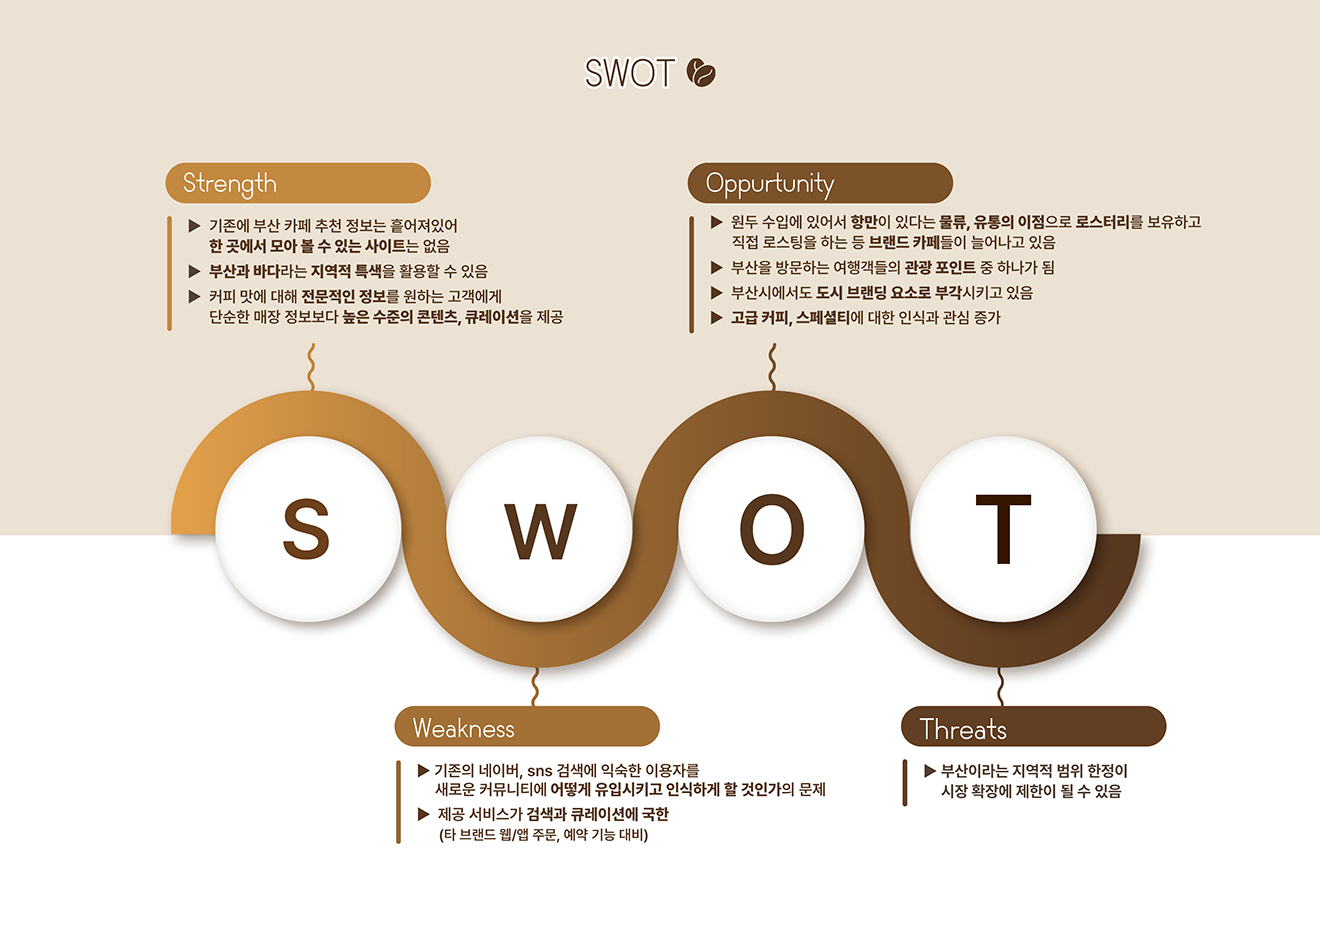 SWOT
Strength
▶ 기존에 부산 카페 추천 정보는 흩어져있어
한 곳에서 모아 볼 수 있는 사이트는 없음
▶ 부산과 바다라는 지역적 특색을 활용할 수 있음
▶ 커피 맛에 대해 전문적인 정보를 원하는 고객에게
단순한 매장 정보보다 높은 수준의 콘텐츠, 큐레이션을 제공
Oppurtunity
▶ 원두 수입에 있어서 항만이 있다는 물류, 유통의 이점으로 로스터리를 보유하고
직접 로스팅을 하는 등 브랜드 카페들이 늘어나고 있음
▶ 부산을 방문하는 여행객들의 관광 포인트 중 하나가 됨
▶ 부산시에서도 도시 브랜딩 요소로 부각시키고 있음
▶ 고급 커피, 스페셜티에 대한 인식과 관심 증가
S
W
O
T
Weakness
▶ 기존의 네이버, sns 검색에 익숙한 이용자를
새로운 커뮤니티에 어떻게 유입시키고 인식하게 할 것인가의 문제
▶ 제공 서비스가 검색과 큐레이션에 국한
(타 브랜드 웹/앱 주문, 예약 기능 대비)
Threats
▶ 부산이라는 지역적 범위 한정이
시장 확장에 제한이 될 수 있음